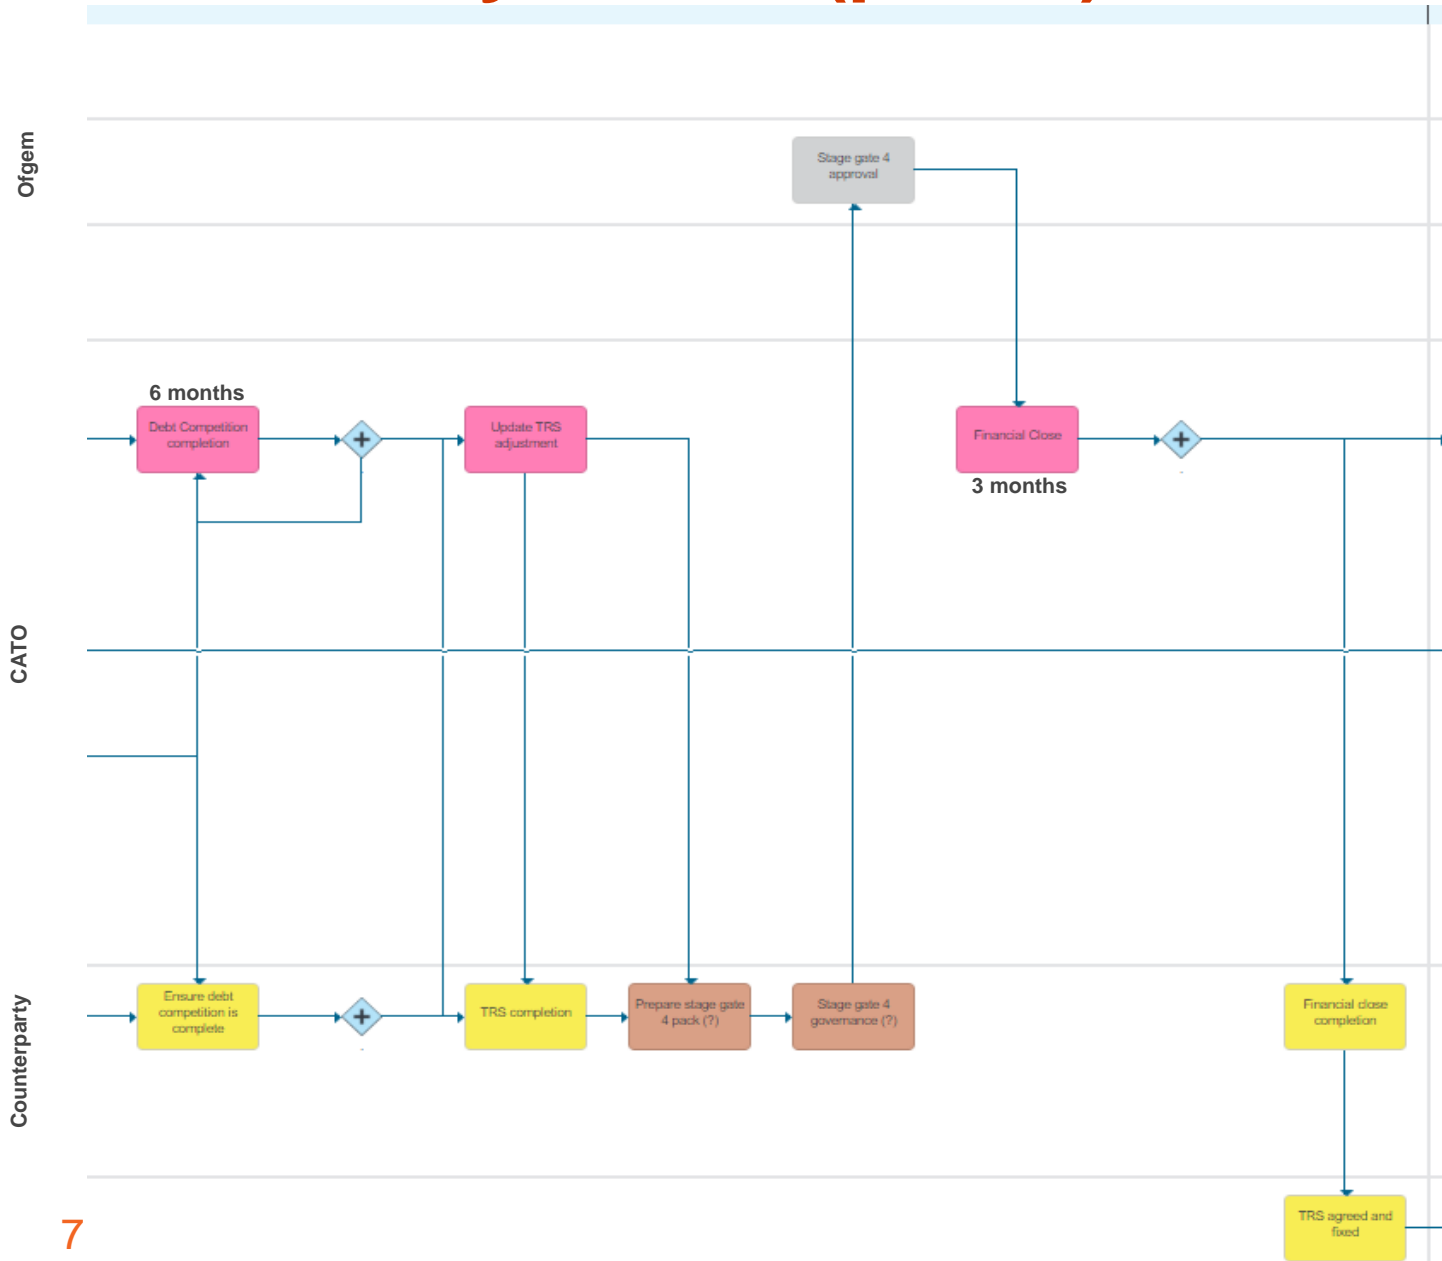 Ofgem
Stage gate 4
approval
6 months
Debt Competition
completion
Update TRS
adjustment
Financial Close
3 months
CATO
Counterparty
Ensure debt
competition is
complete
TRS completion
Prepare stage gate
4 pack (?)
Stage gate 4
governance (?)
Financial close
completion
TRS agreed and
fixed
7